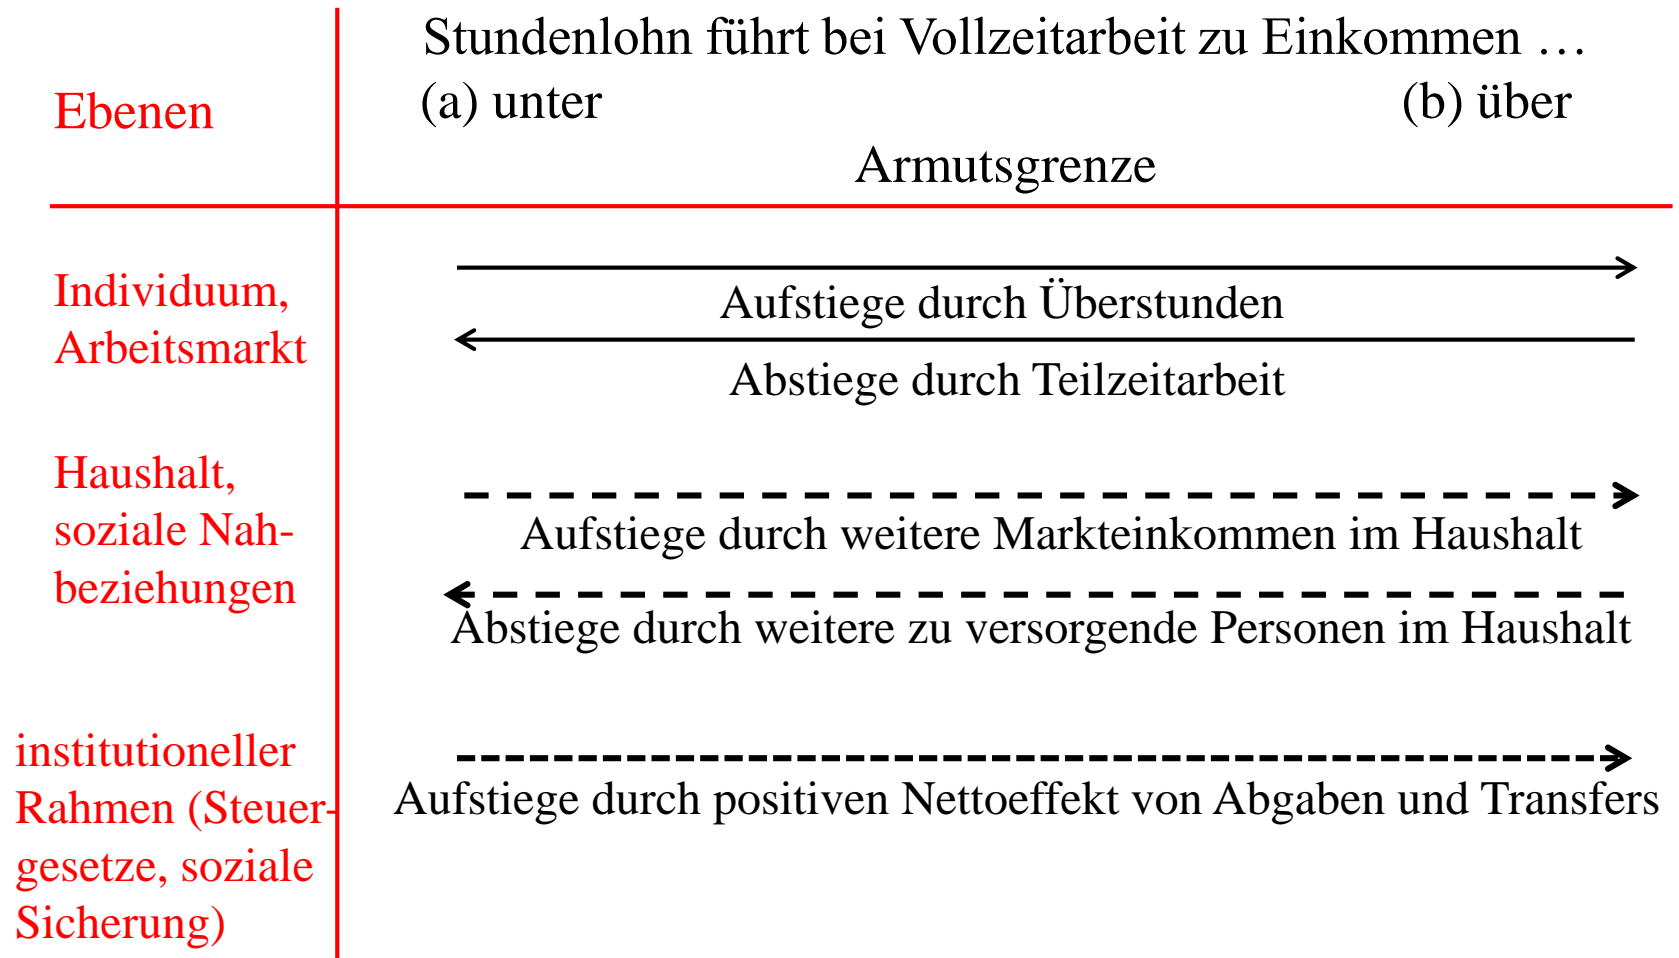 Stundenlohn führt bei Vollzeitarbeit zu Einkommen …
Ebenen
(a) unter
(b) über
Armutsgrenze
Individuum,
Arbeitsmarkt
Aufstiege durch Überstunden
Abstiege durch Teilzeitarbeit
Haushalt,
soziale Nah-
beziehungen
Aufstiege durch weitere Markteinkommen im Haushalt
Abstiege durch weitere zu versorgende Personen im Haushalt
institutioneller
Rahmen (Steuer-
gesetze, soziale
Sicherung)
Aufstiege durch positiven Nettoeffekt von Abgaben und Transfers